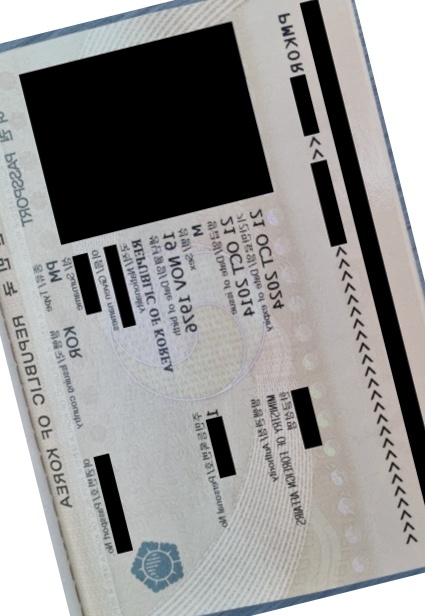 REPUBLIC OF KOREA
PASSPORT
종류/Type
PM
발행국/Issuing country
KOR
여권번호/Passport No
성/Surname
이름/Given names
국적/Nationality
REPUBLIC OF KOREA
생년월일/Date of birth
19 NOV
주민등록번호/Personal No
1
성별/Sex
M
발급일/Date of issue
21 OCT 2014
기간만료일/Date of expiry
21 OCT 2024
발행관청/Authority
MINISTRY OF FOREIGN AFFAIRS
PMKOR
<<